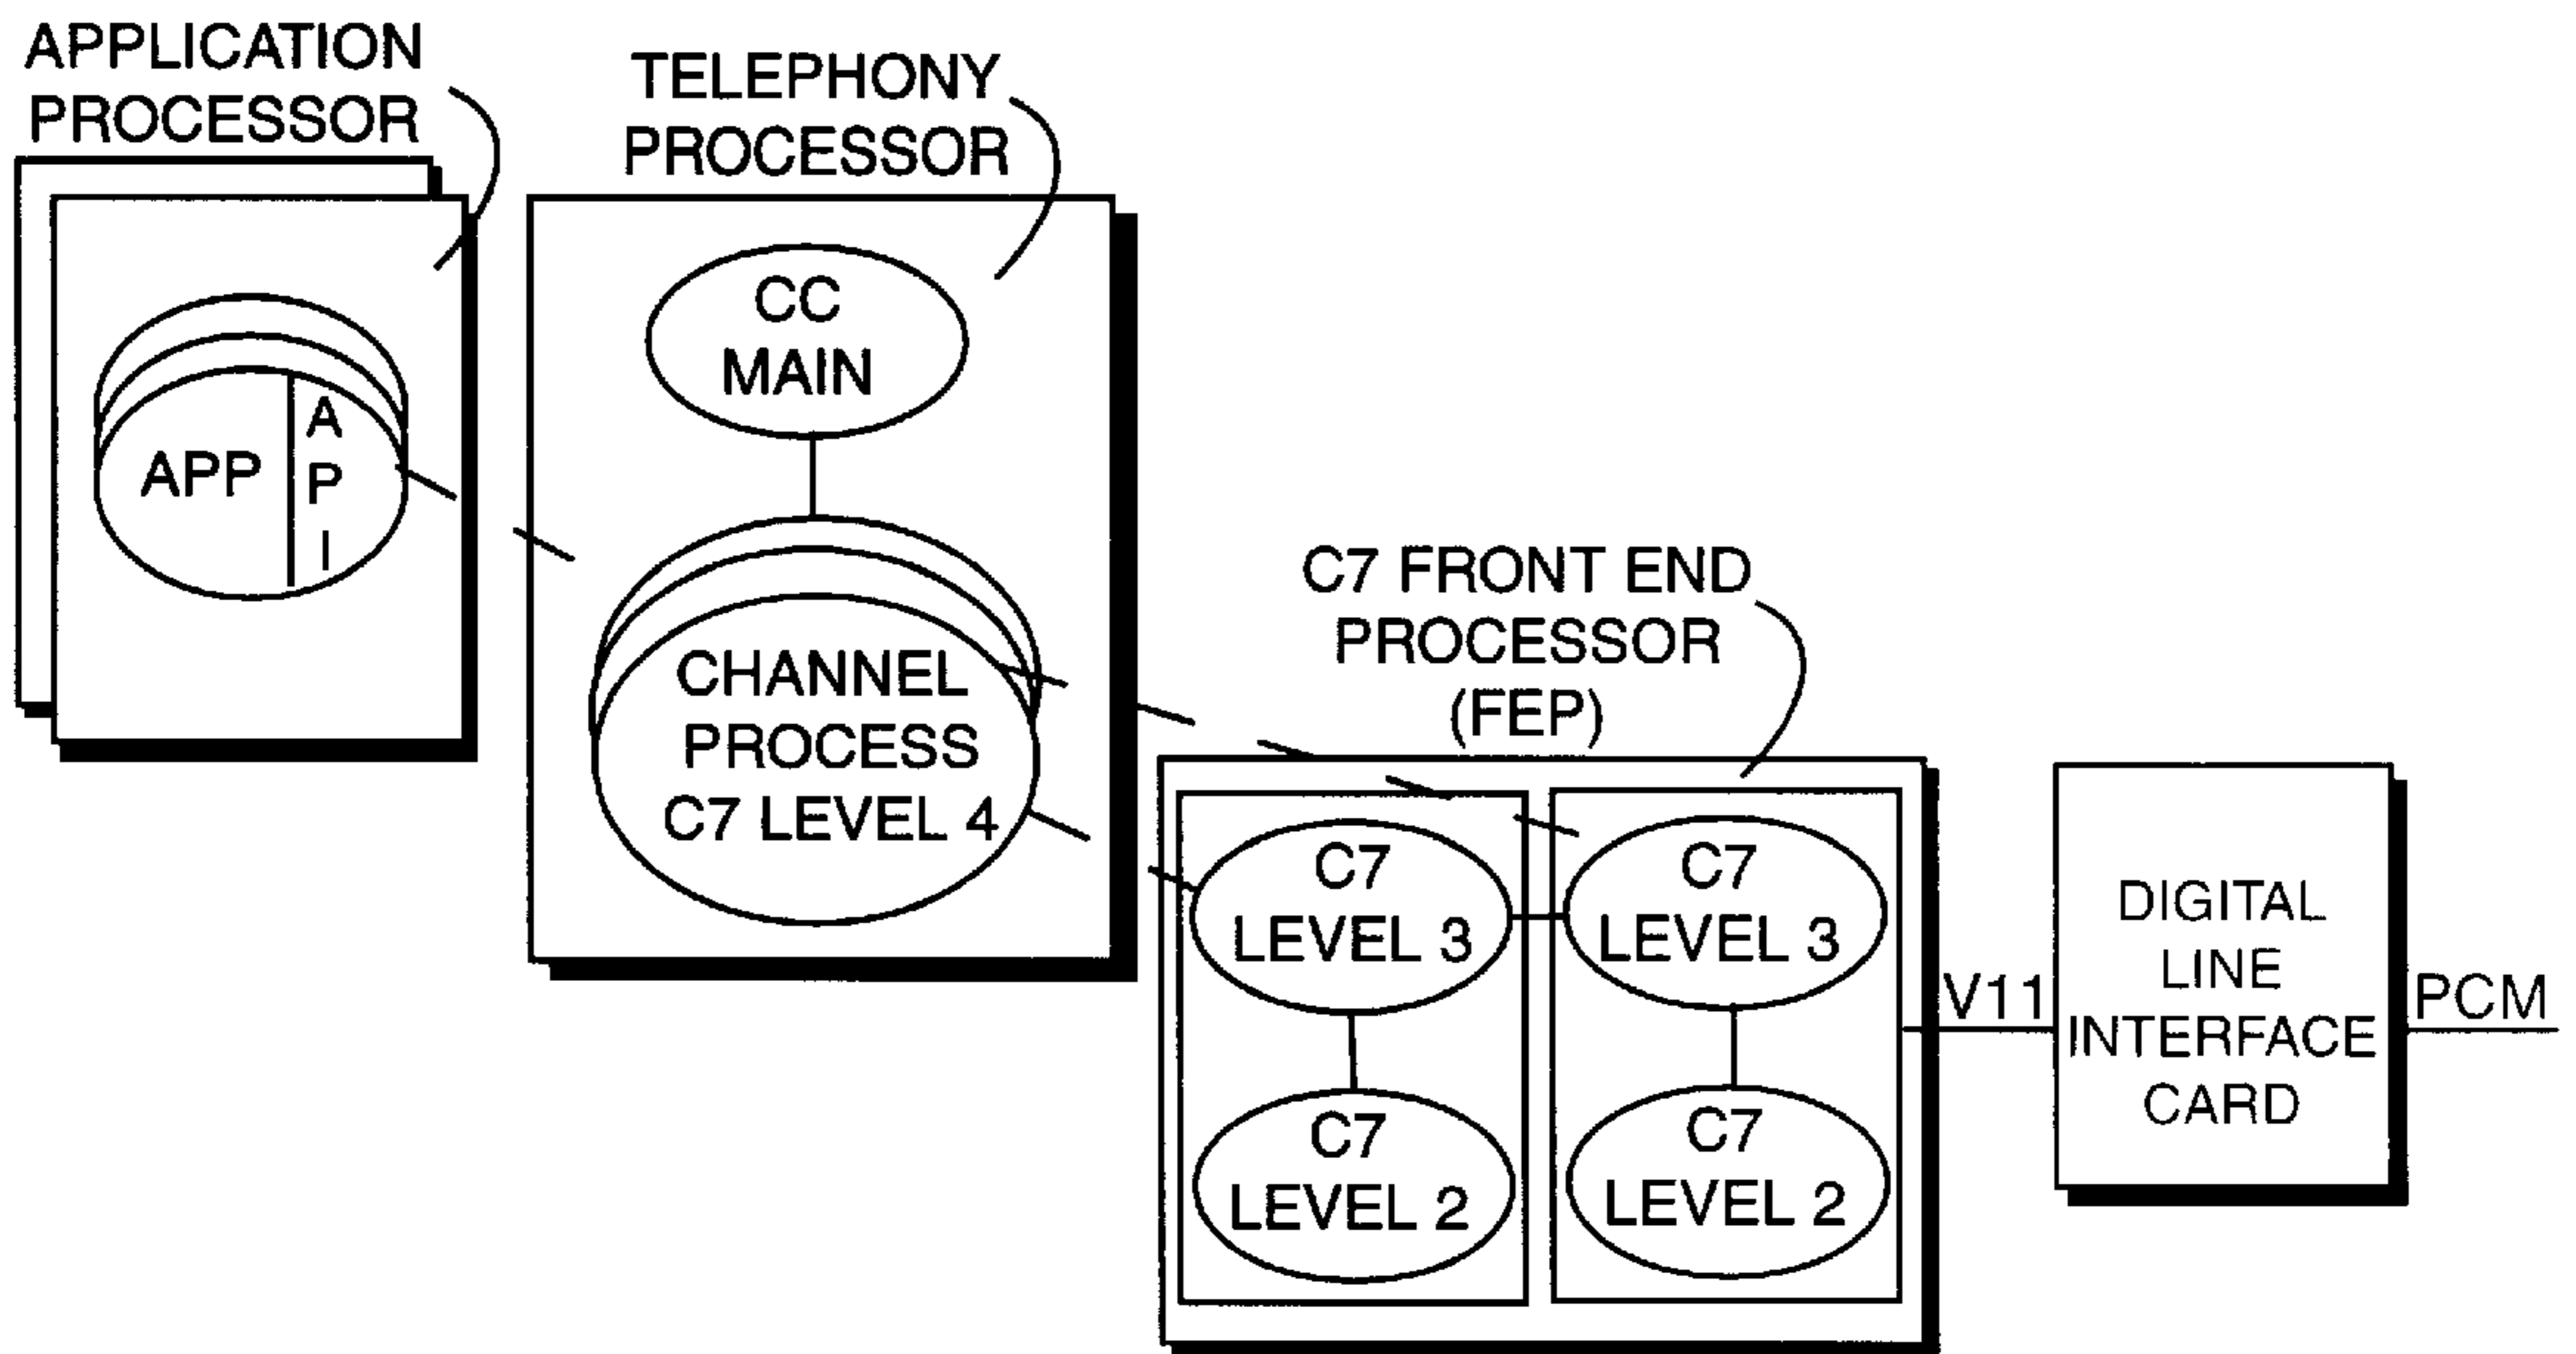 APPLICATION
PROCESSOR
TELEPHONY
PROCESSOR
APP
A
P
I
CC
MAIN
CHANNEL
PROCESS
C7 LEVEL 4
C7 FRONT END
PROCESSOR
(FEP)
C7
LEVEL 3
C7
LEVEL 3
C7
LEVEL 2
C7
LEVEL 2
V11
DIGITAL
LINE
INTERFACE
CARD
PCM